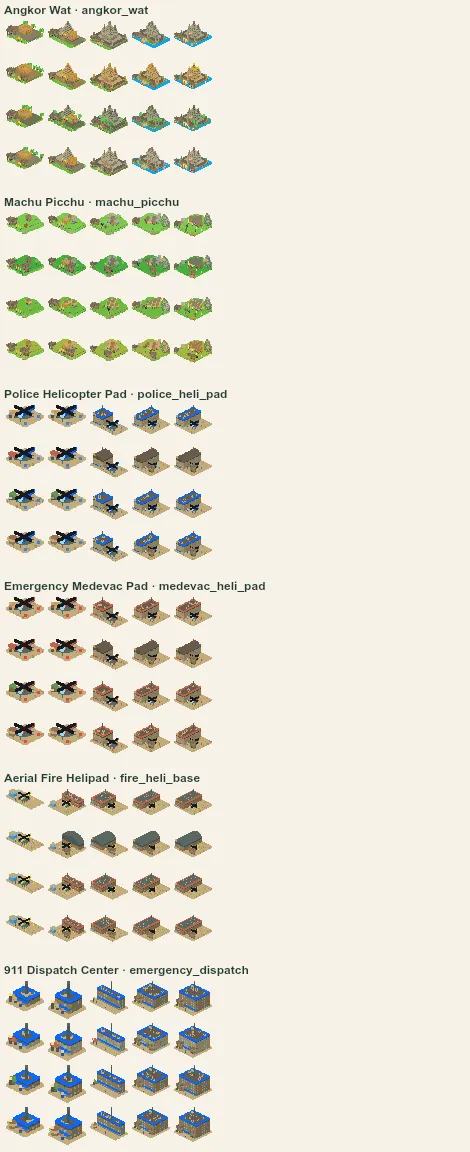 Angkor Wat · angkor_wat
Machu Picchu · machu_picchu
Police Helicopter Pad · police_heli_pad
Emergency Medevac Pad · medevac_heli_pad
Aerial Fire Helipad · fire_heli_base
911 Dispatch Center · emergency_dispatch